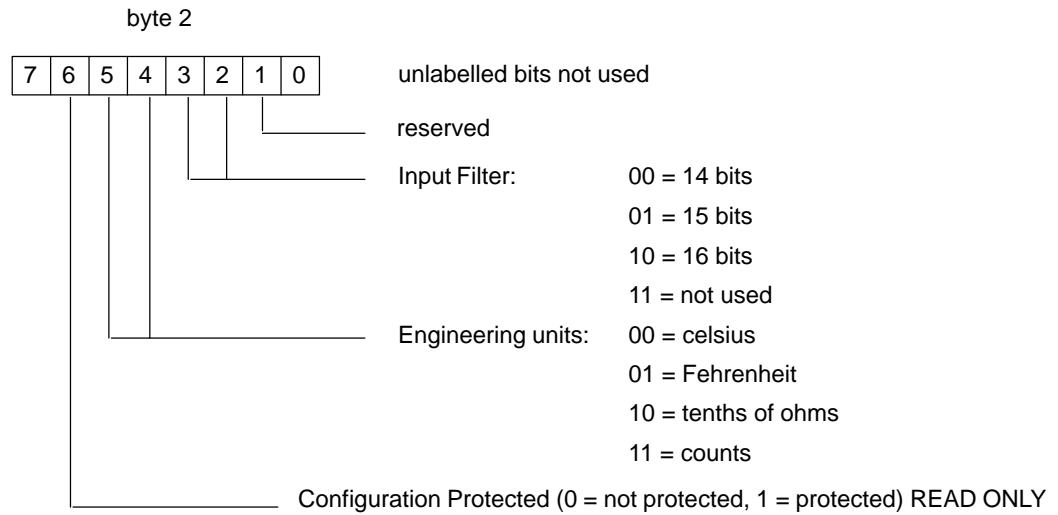 byte 2
7 6 5 4 3 2 1 0 unlabelled bits not used
reserved
Input Filter: 00 = 14 bits
01 = 15 bits
10 = 16 bits
11 = not used
Engineering units: 00 = celsius
01 = Fehrenheit
10 = tenths of ohms
11 = counts
Configuration Protected (0 = not protected, 1 = protected) READ ONLY